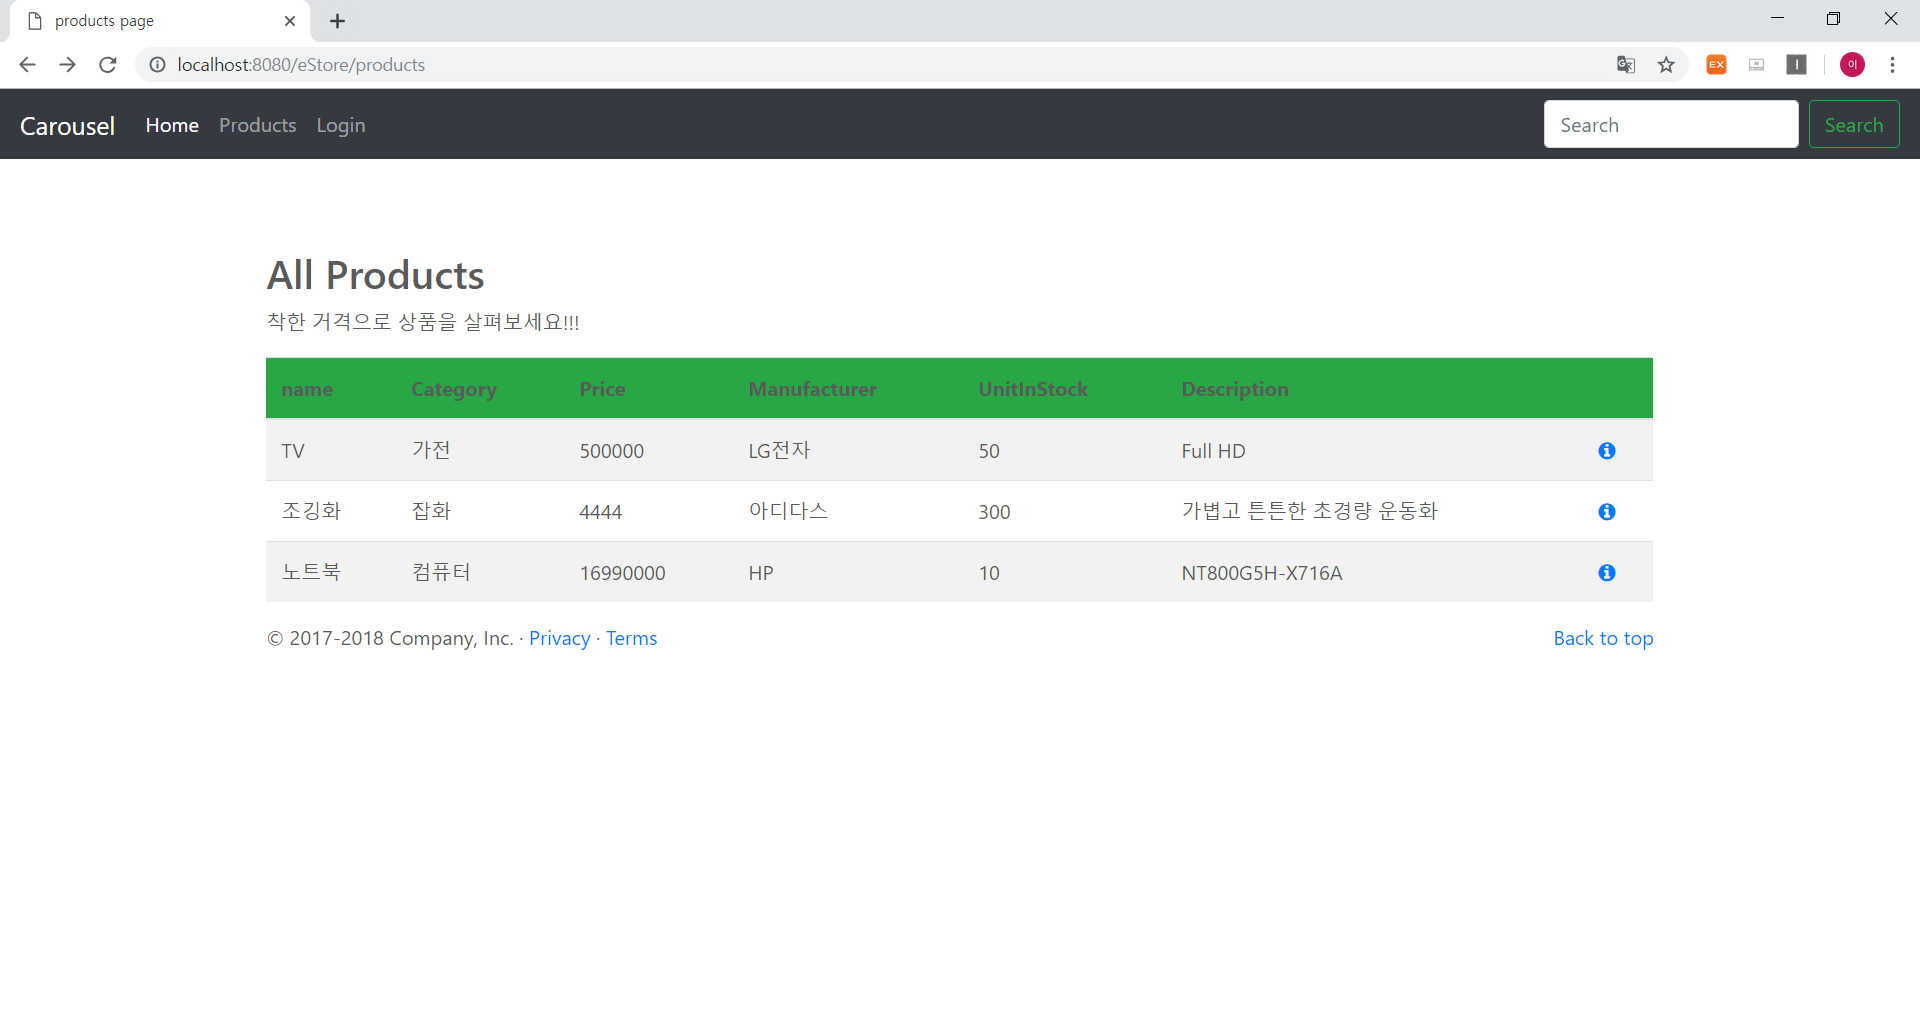 products page
localhost:8080/eStore/products
EX
이
Carousel Home Products Login Search Search
All Products
착한 거격으로 상품을 살펴보세요!!!
name Category Price Manufacturer UnitInStock Description
TV 가전 500000 LG전자 50 Full HD
조깅화 잡화 4444 아디다스 300 가볍고 튼튼한 초경량 운동화
노트북 컴퓨터 16990000 HP 10 NT800G5H-X716A
© 2017-2018 Company, Inc. · Privacy · Terms Back to top